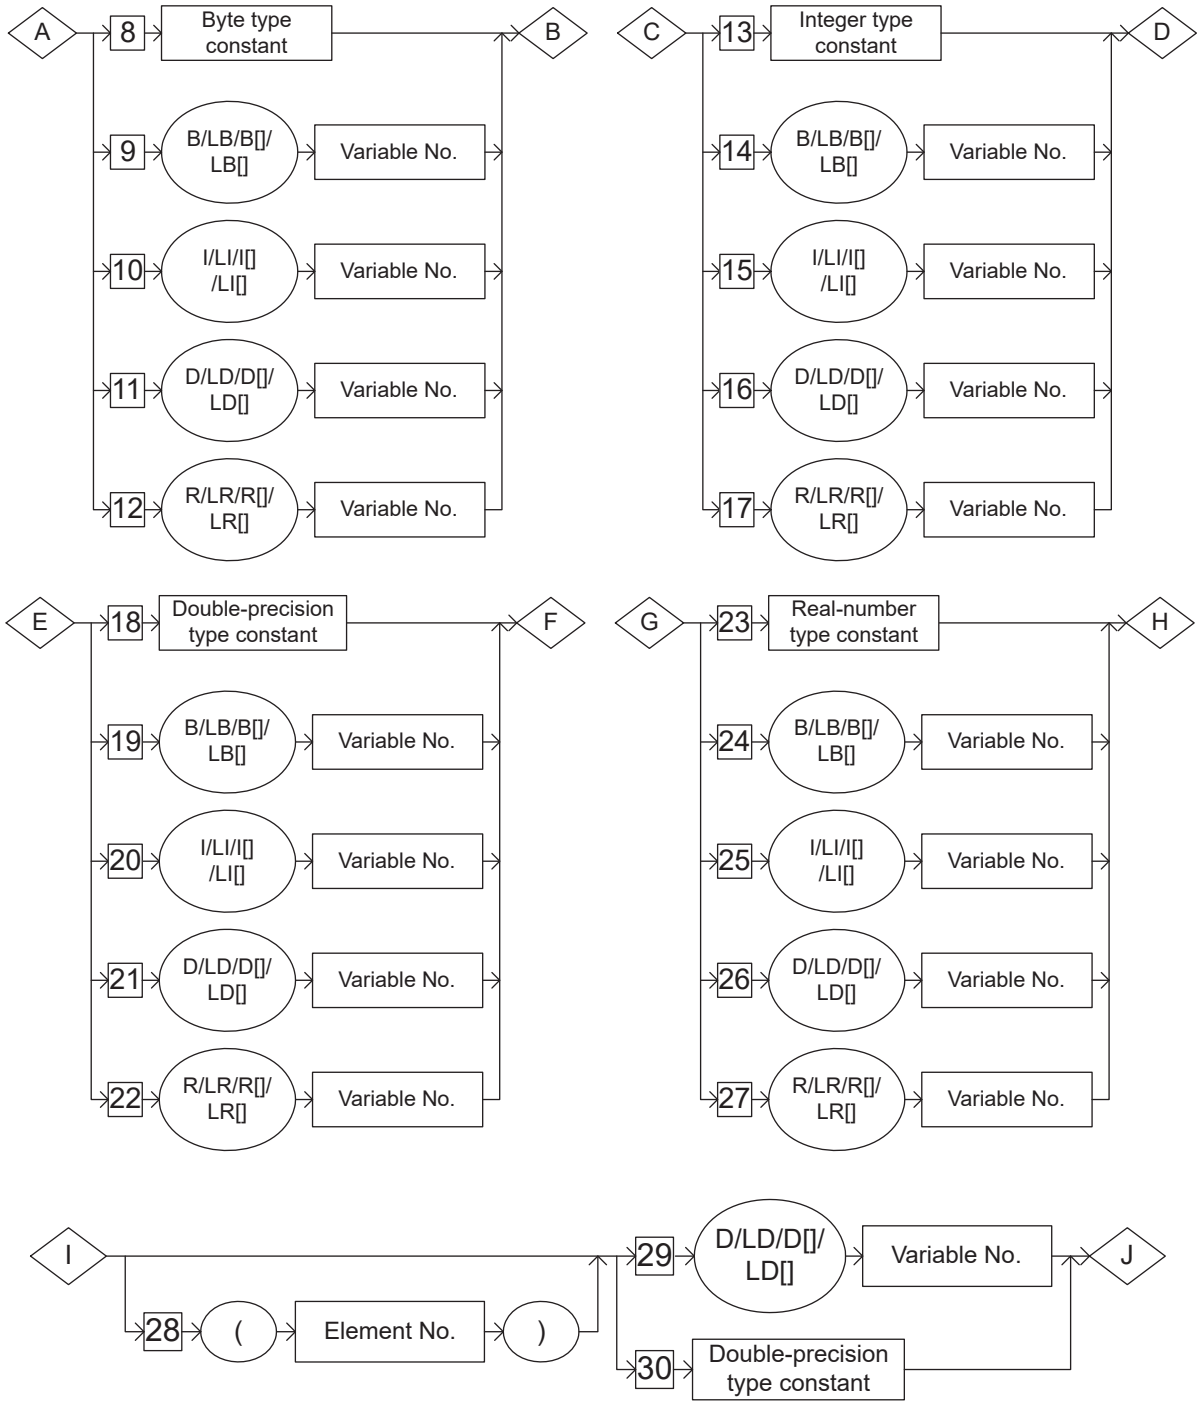 A
8
Byte type
constant
B
9
B/LB/B[]/
LB[]
Variable No.
10
I/LI/I[]
/LI[]
Variable No.
11
D/LD/D[]/
LD[]
Variable No.
12
R/LR/R[]/
LR[]
Variable No.
C
13
Integer type
constant
D
14
B/LB/B[]/
LB[]
Variable No.
15
I/LI/I[]
/LI[]
Variable No.
16
D/LD/D[]/
LD[]
Variable No.
17
R/LR/R[]/
LR[]
Variable No.
E
18
Double-precision
type constant
F
19
B/LB/B[]/
LB[]
Variable No.
20
I/LI/I[]
/LI[]
Variable No.
21
D/LD/D[]/
LD[]
Variable No.
22
R/LR/R[]/
LR[]
Variable No.
G
23
Real-number
type constant
H
24
B/LB/B[]/
LB[]
Variable No.
25
I/LI/I[]
/LI[]
Variable No.
26
D/LD/D[]/
LD[]
Variable No.
27
R/LR/R[]/
LR[]
Variable No.
I
28
(
Element No.
)
29
D/LD/D[]/
LD[]
Variable No.
J
30
Double-precision
type constant